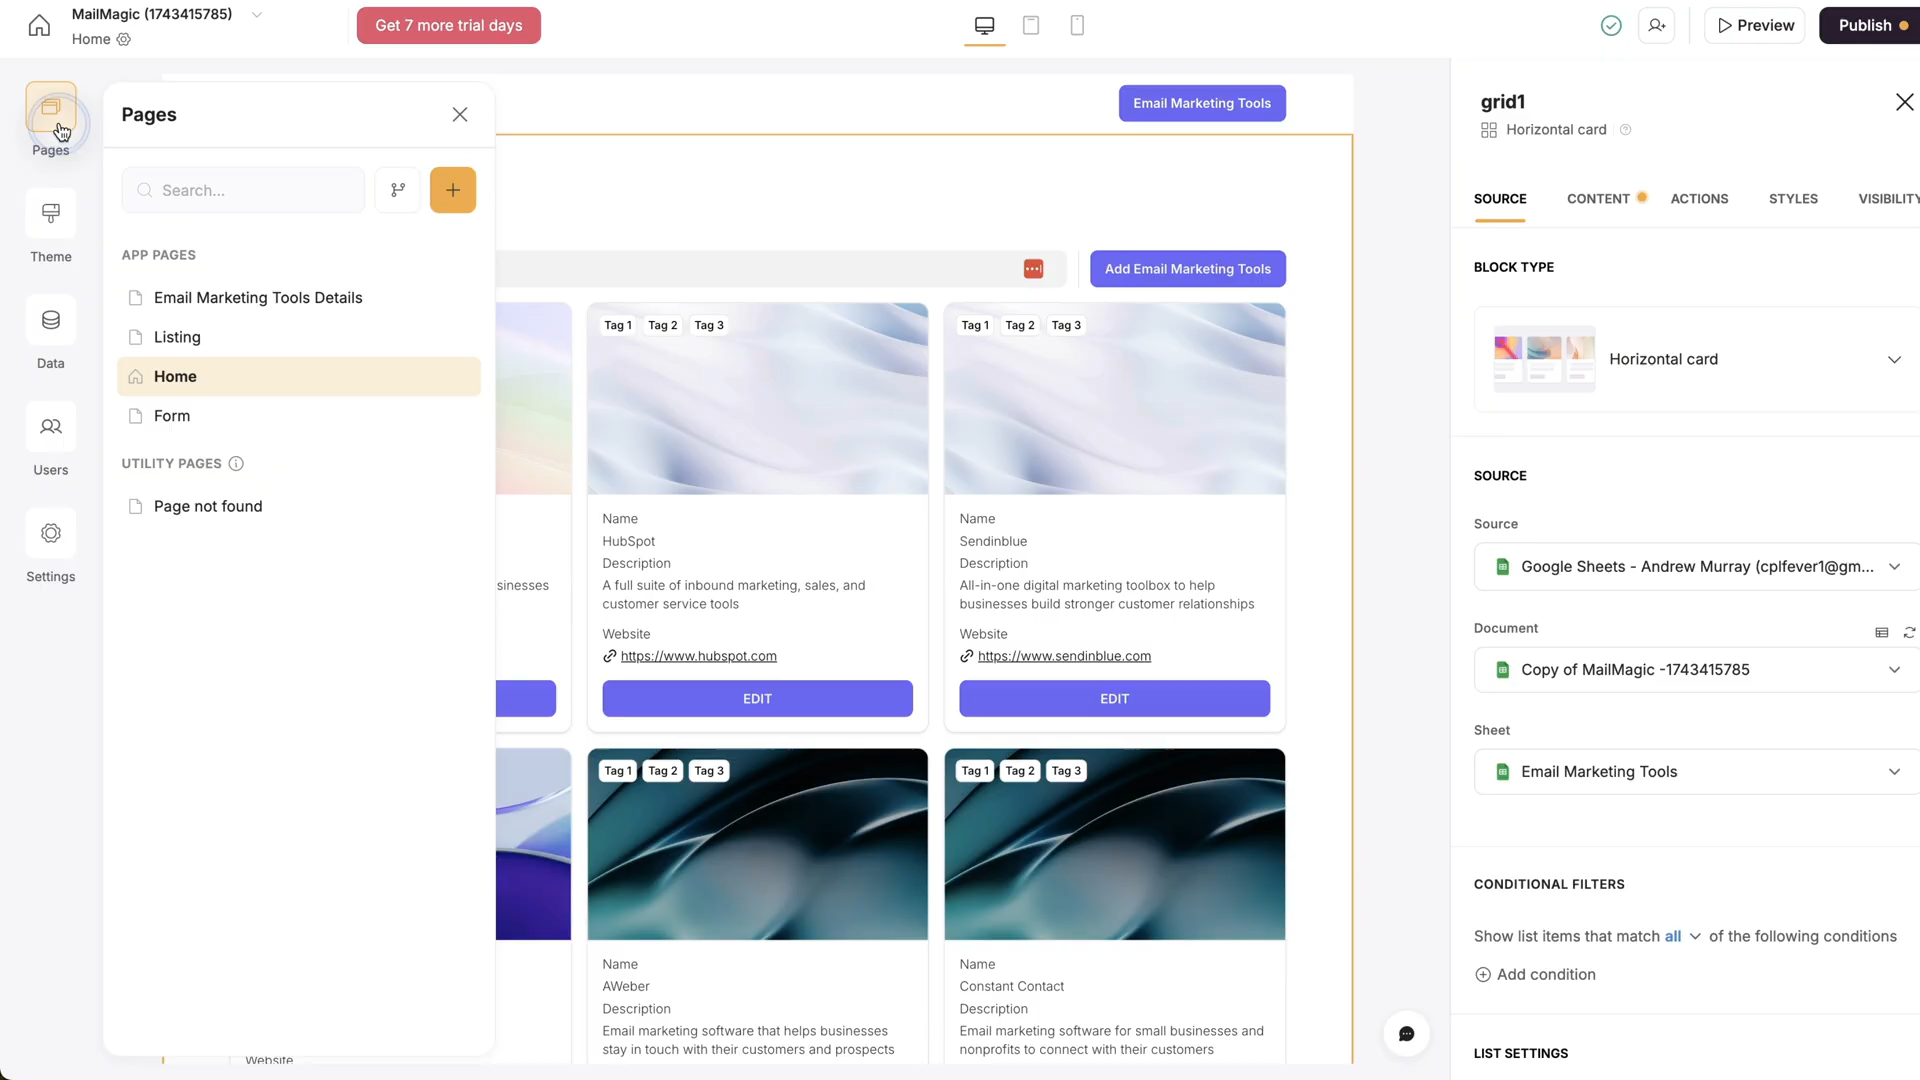 MailMagic (1743415785)
Home
Get 7 more trial days
Preview
Publish
Pages
Theme
Data
Users
Settings
Pages
Search...
APP PAGES
Email Marketing Tools Details
Listing
Home
Form
UTILITY PAGES
Page not found
Email Marketing Tools
Add Email Marketing Tools
sinesses
Website
Tag 1 Tag 2 Tag 3
Name
HubSpot
Description
A full suite of inbound marketing, sales, and
customer service tools
Website
https://www.hubspot.com
EDIT
Tag 1 Tag 2 Tag 3
Name
Sendinblue
Description
All-in-one digital marketing toolbox to help
businesses build stronger customer relationships
Website
https://www.sendinblue.com
EDIT
Tag 1 Tag 2 Tag 3
Name
AWeber
Description
Email marketing software that helps businesses
stay in touch with their customers and prospects
Tag 1 Tag 2 Tag 3
Name
Constant Contact
Description
Email marketing software for small businesses and
nonprofits to connect with their customers
grid1
Horizontal card
SOURCE CONTENT ACTIONS STYLES VISIBILITY
BLOCK TYPE
Horizontal card
SOURCE
Source
Google Sheets - Andrew Murray (cplfever1@gm...
Document
Copy of MailMagic -1743415785
Sheet
Email Marketing Tools
CONDITIONAL FILTERS
Show list items that match all of the following conditions
Add condition
LIST SETTINGS